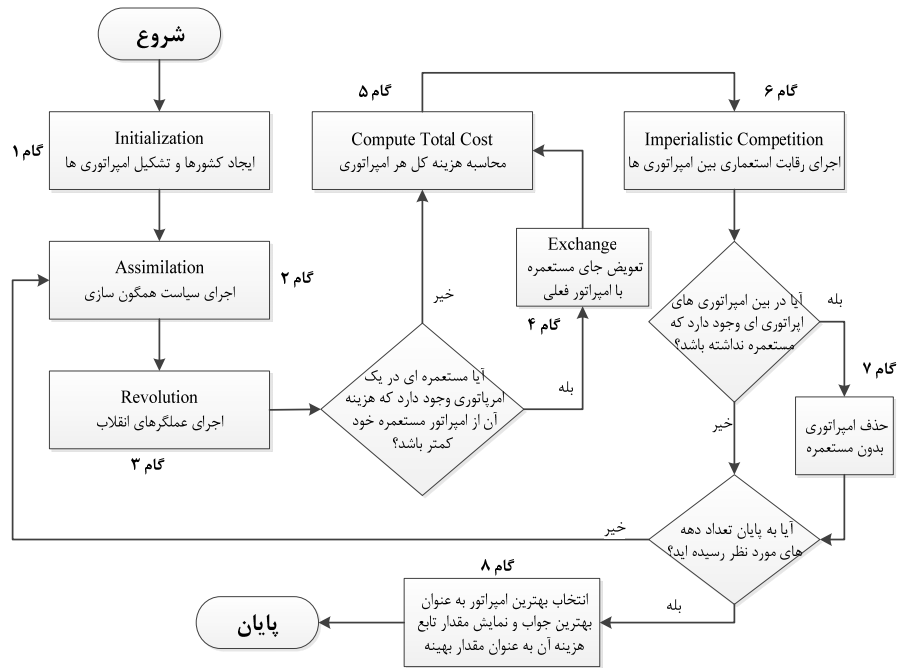 شروع
گام ۱
Initialization
ایجاد کشورها و تشکیل امپراتوری ها
گام ۲
Assimilation
اجرای سیاست همگون سازی
Revolution
اجرای عملگرهای انقلاب
گام ۳
آیا مستعمره ای در یک
امرپاتوری وجود دارد که هزینه
آن از امپراتور مستعمره خود
کمتر باشد؟
بله
خیر
گام ۴
Exchange
تعویض جای مستعمره
با امپراتور فعلی
گام ۵
Compute Total Cost
محاسبه هزینه کل هر امپراتوری
گام ۶
Imperialistic Competition
اجرای رقابت استعماری بین امپراتوری ها
آیا در بین امپراتوری های
اپراتوری ای وجود دارد که
مستعمره نداشته باشد؟
بله
خیر
گام ۷
حذف امپراتوری
بدون مستعمره
آیا به پایان تعداد دهه
های مورد نظر رسیده اید؟
خیر
بله
گام ۸
انتخاب بهترین امپراتور به عنوان
بهترین جواب و نمایش مقدار تابع
هزینه آن به عنوان مقدار بهینه
پایان